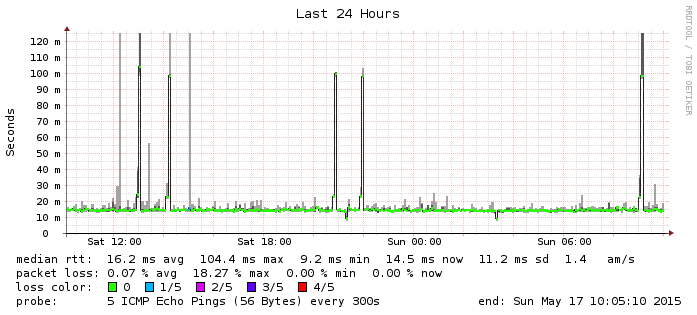 Last 24 Hours
RRDTOOL / TOBI OETIKER
Seconds
120 m
110 m
100 m
90 m
80 m
70 m
60 m
50 m
40 m
30 m
20 m
10 m
0
Sat 12:00 Sat 18:00 Sun 00:00 Sun 06:00
median rtt: 16.2 ms avg 104.4 ms max 9.2 ms min 14.5 ms now 11.2 ms sd 1.4 am/s
packet loss: 0.07 % avg 18.27 % max 0.00 % min 0.00 % now
loss color: 0 1/5 2/5 3/5 4/5
probe: 5 ICMP Echo Pings (56 Bytes) every 300s end: Sun May 17 10:05:10 2015